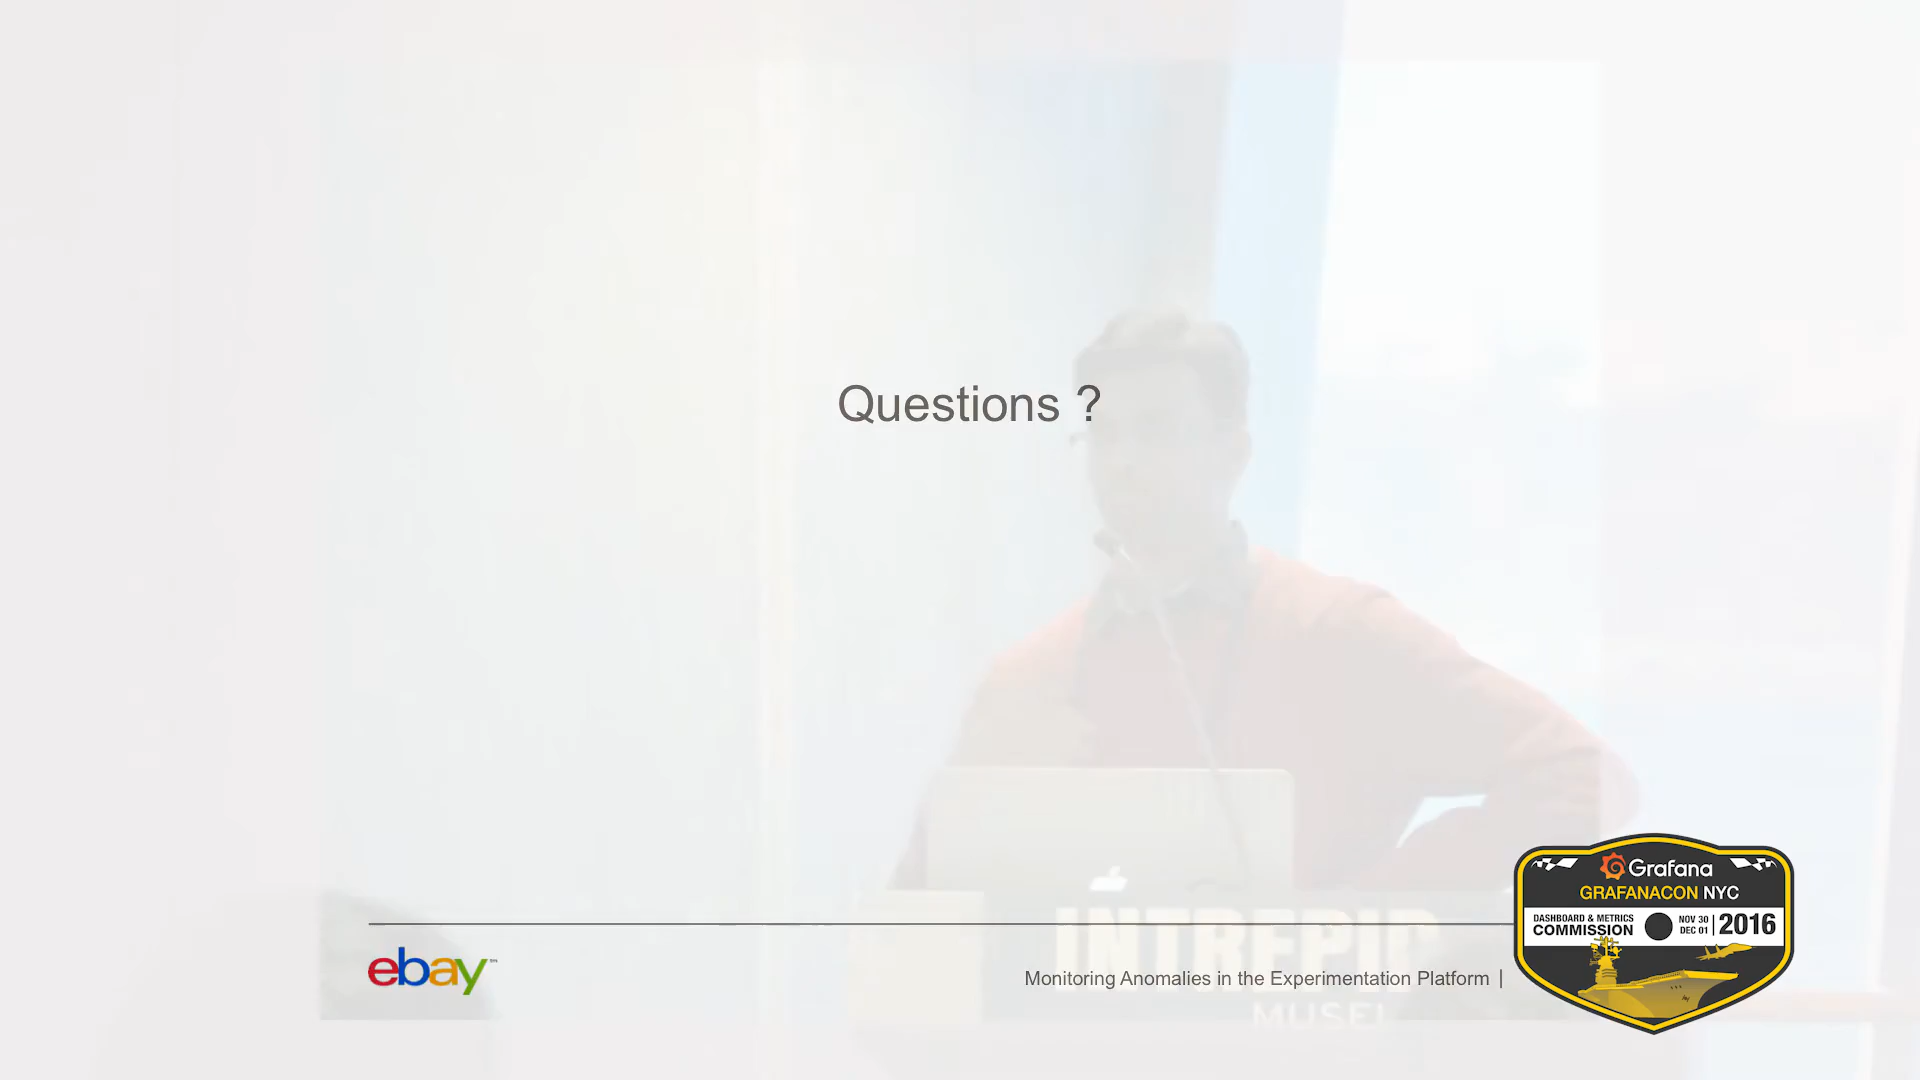 Questions ?
INTREPID
MUSE
ebay
Monitoring Anomalies in the Experimentation Platform |
Grafana
GRAFANACON NYC
DASHBOARD & METRICS
COMMISSION
NOV 30
DEC 01
2016